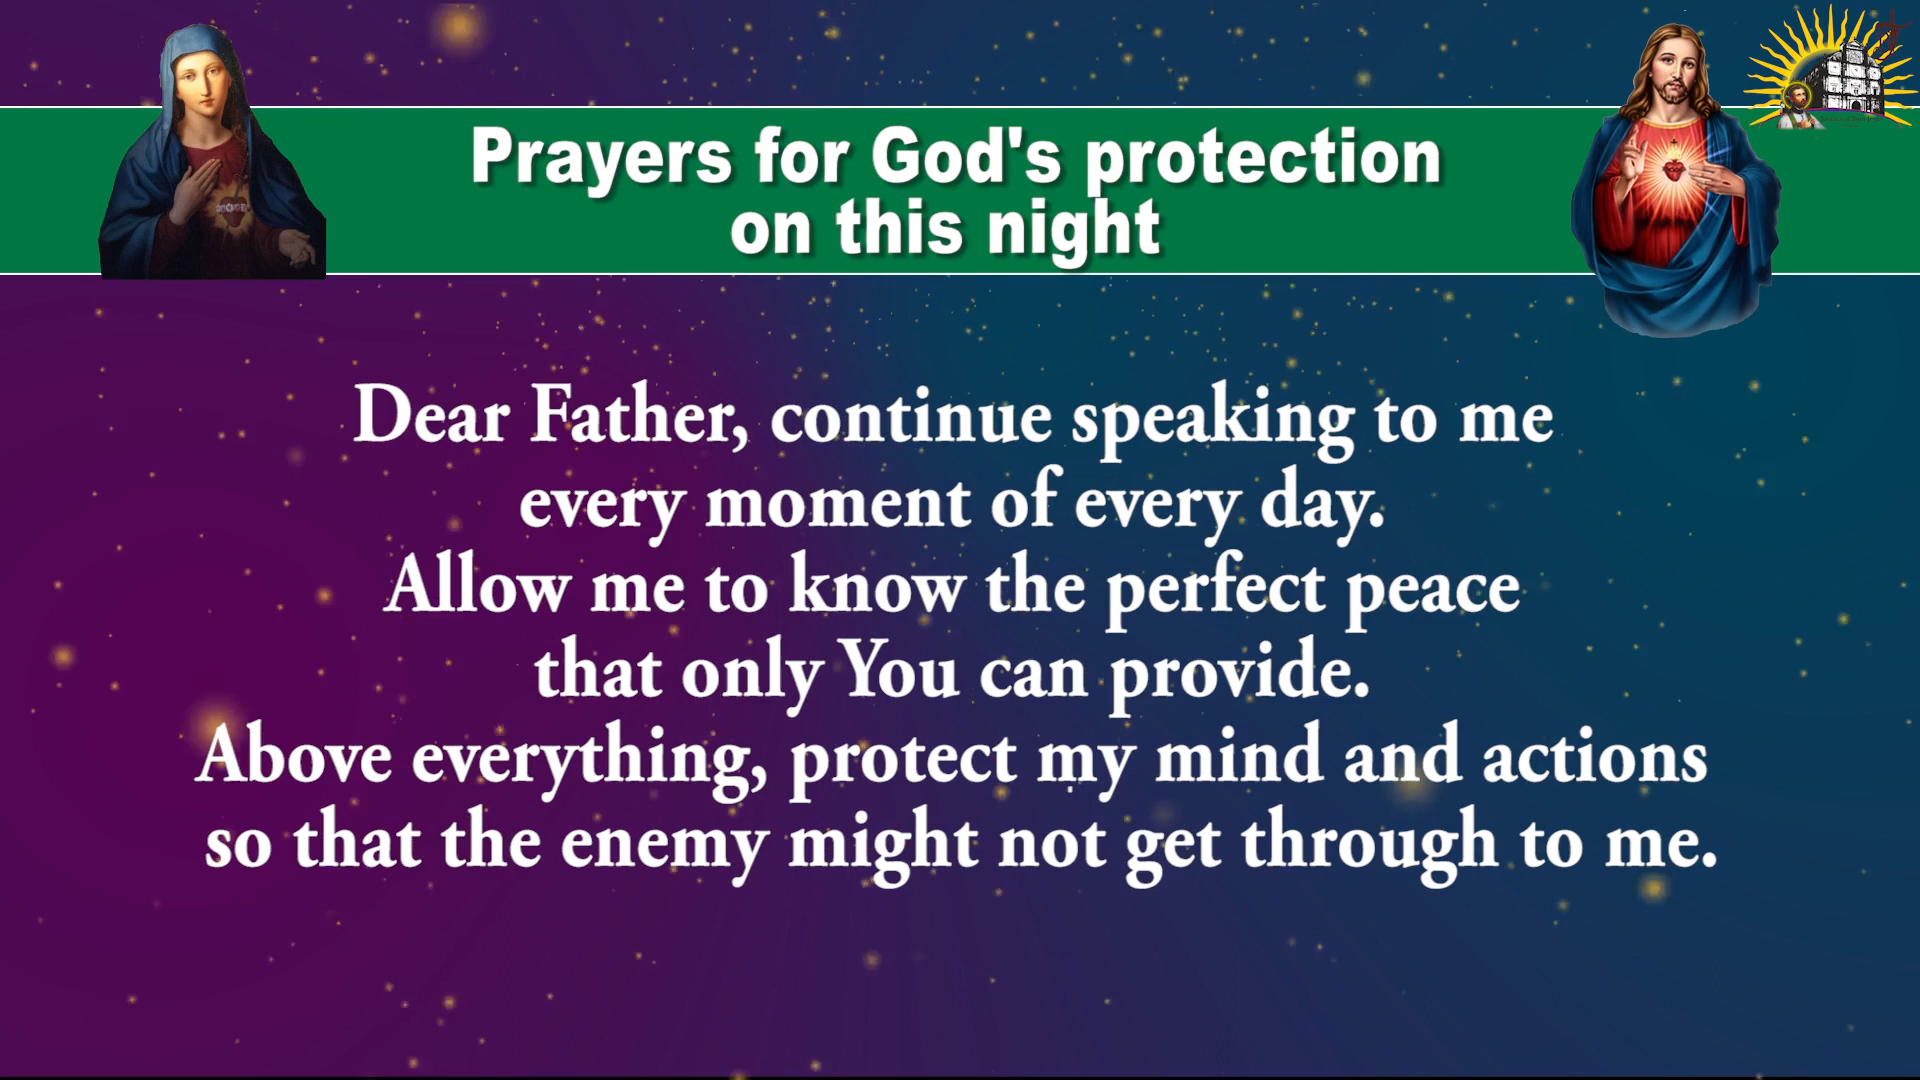 Prayers for God's protection
on this night
Dear Father, continue speaking to me
every moment of every day.
Allow me to know the perfect peace
that only You can provide.
Above everything, protect my mind and actions
so that the enemy might not get through to me.